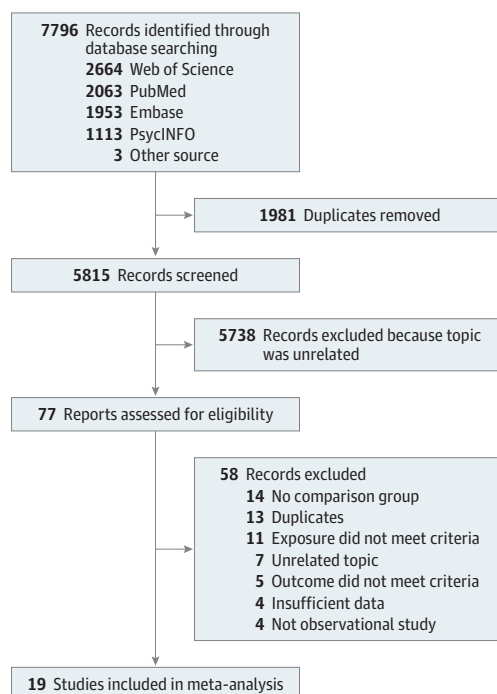 7796 Records identified through
database searching
2664 Web of Science
2063 PubMed
1953 Embase
1113 PsycINFO
3 Other source
1981 Duplicates removed
5815 Records screened
5738 Records excluded because topic
was unrelated
77 Reports assessed for eligibility
58 Records excluded
14 No comparison group
13 Duplicates
11 Exposure did not meet criteria
7 Unrelated topic
5 Outcome did not meet criteria
4 Insufficient data
4 Not observational study
19 Studies included in meta-analysis